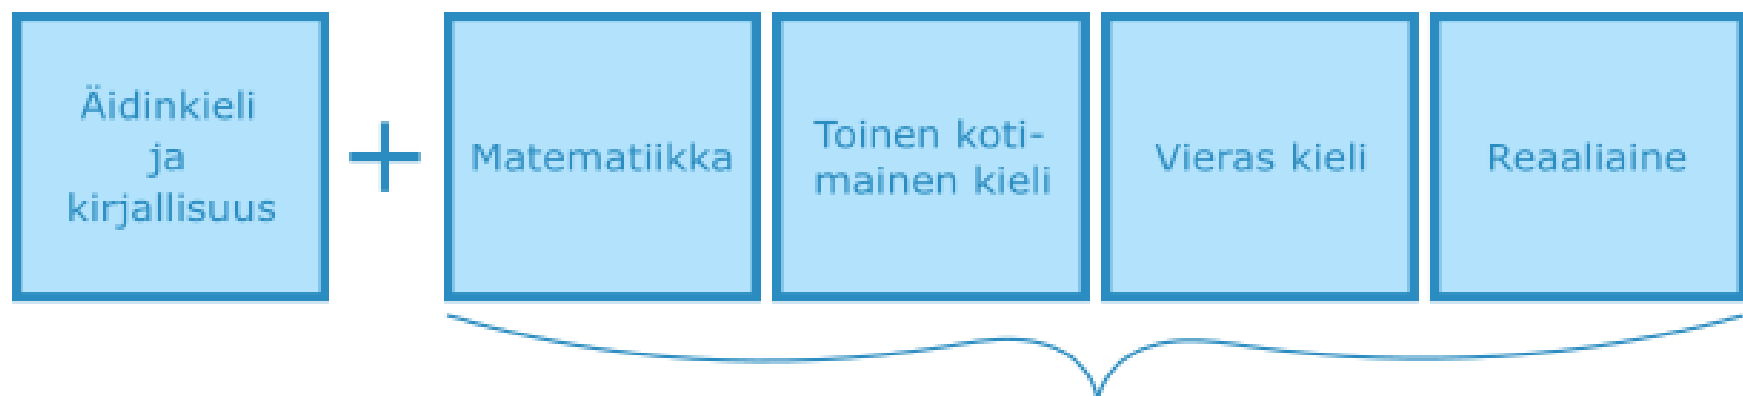 Äidinkieli
ja
kirjallisuus
+
Matematiikka
Toinen koti-
mainen kieli
Vieras kieli
Reaaliaine